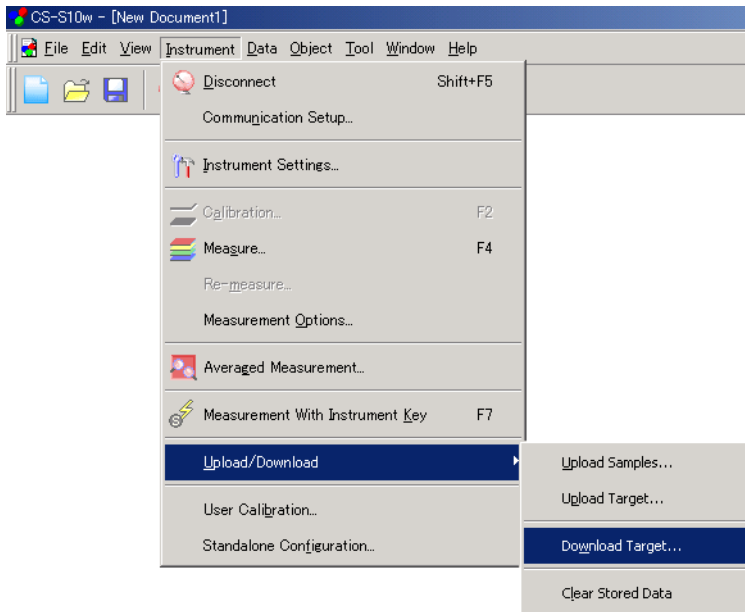 CS-S10w - [New Document1]
File Edit View Instrument Data Object Tool Window Help
Disconnect Shift+F5
Communication Setup...
Instrument Settings...
Calibration... F2
Measure... F4
Re-measure...
Measurement Options...
Averaged Measurement...
Measurement With Instrument Key F7
Upload/Download
Upload Samples...
Upload Target...
Download Target...
Clear Stored Data
User Calibration...
Standalone Configuration...